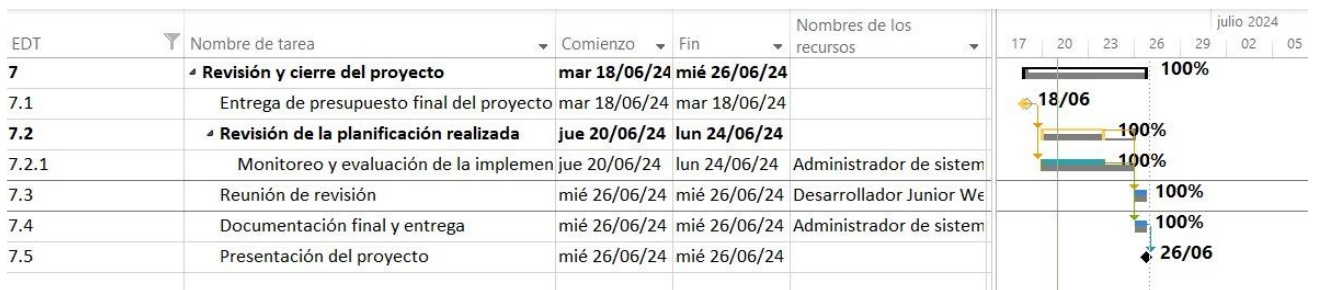 Nombres de los
julio 2024
EDT Nombre de tarea Comienzo Fin recursos 17 20 23 26 29 02 05
7 Revisión y cierre del proyecto mar 18/06/24 mié 26/06/24 100%
7.1 Entrega de presupuesto final del proyecto mar 18/06/24 mar 18/06/24 18/06
7.2 Revisión de la planificación realizada jue 20/06/24 lun 24/06/24 100%
7.2.1 Monitoreo y evaluación de la implemen jue 20/06/24 lun 24/06/24 Administrador de sistem 100%
7.3 Reunión de revisión mié 26/06/24 mié 26/06/24 Desarrollador Junior We 100%
7.4 Documentación final y entrega mié 26/06/24 mié 26/06/24 Administrador de sistem 100%
7.5 Presentación del proyecto mié 26/06/24 mié 26/06/24 26/06